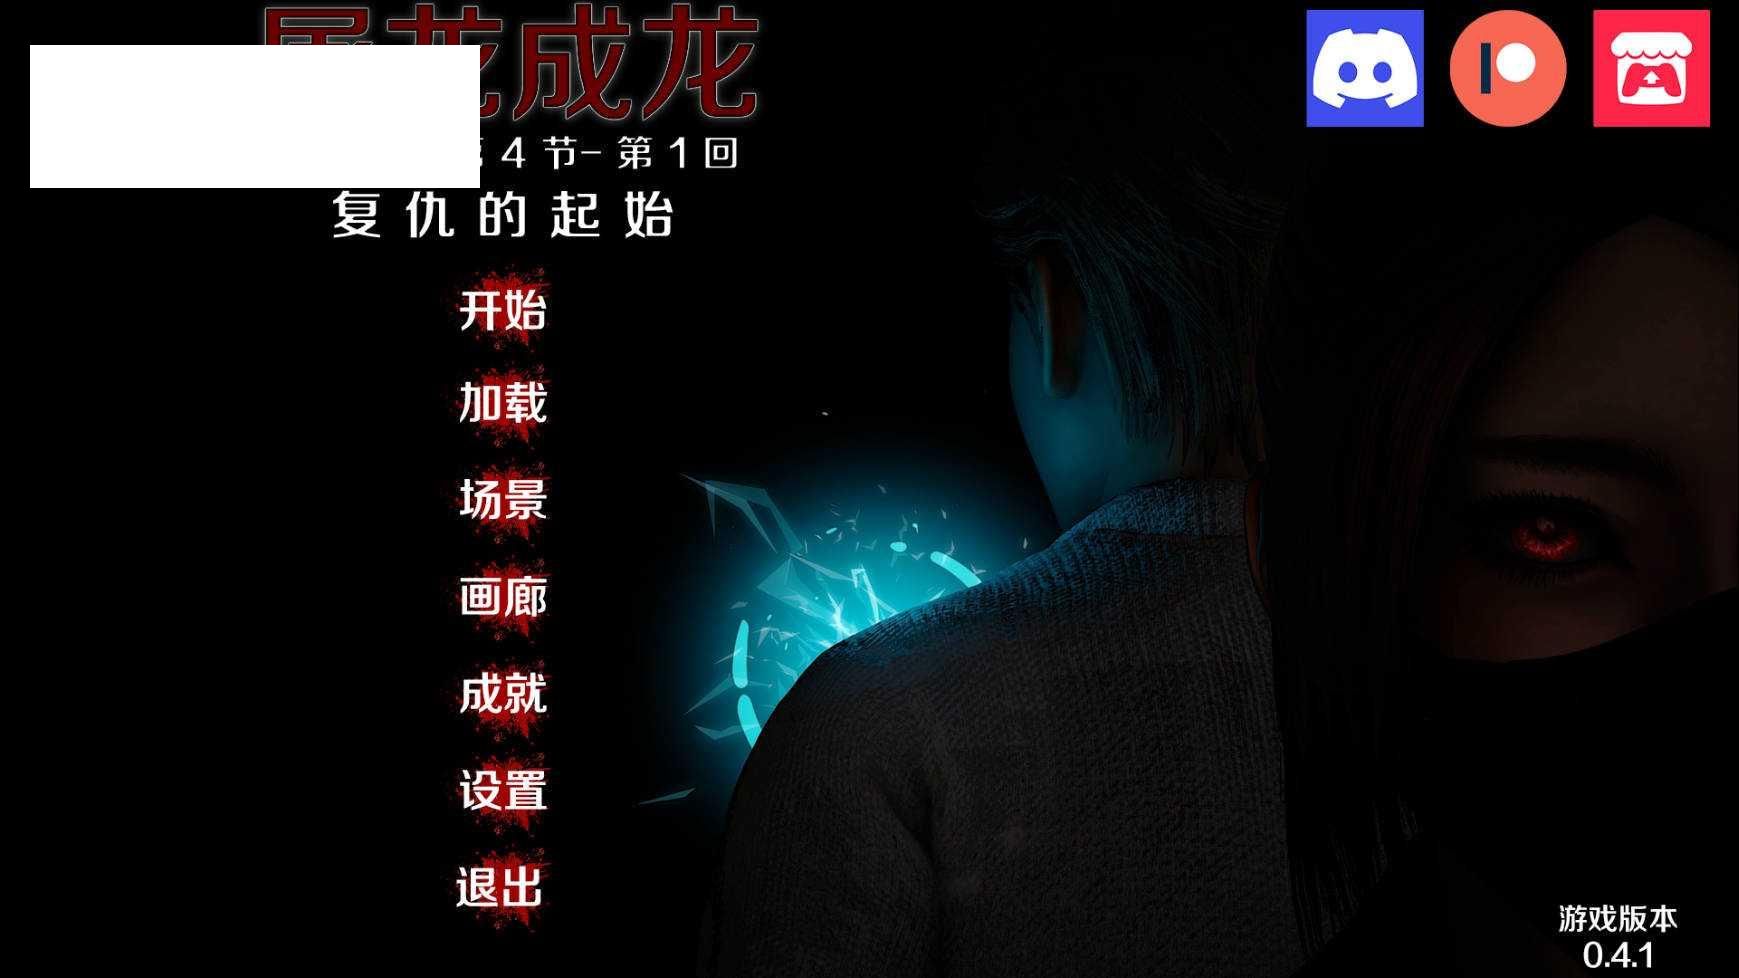 龙成龙
4 节- 第 1 回
复仇的起始
开始
加载
场景
画廊
成就
设置
退出
游戏版本
0.4.1